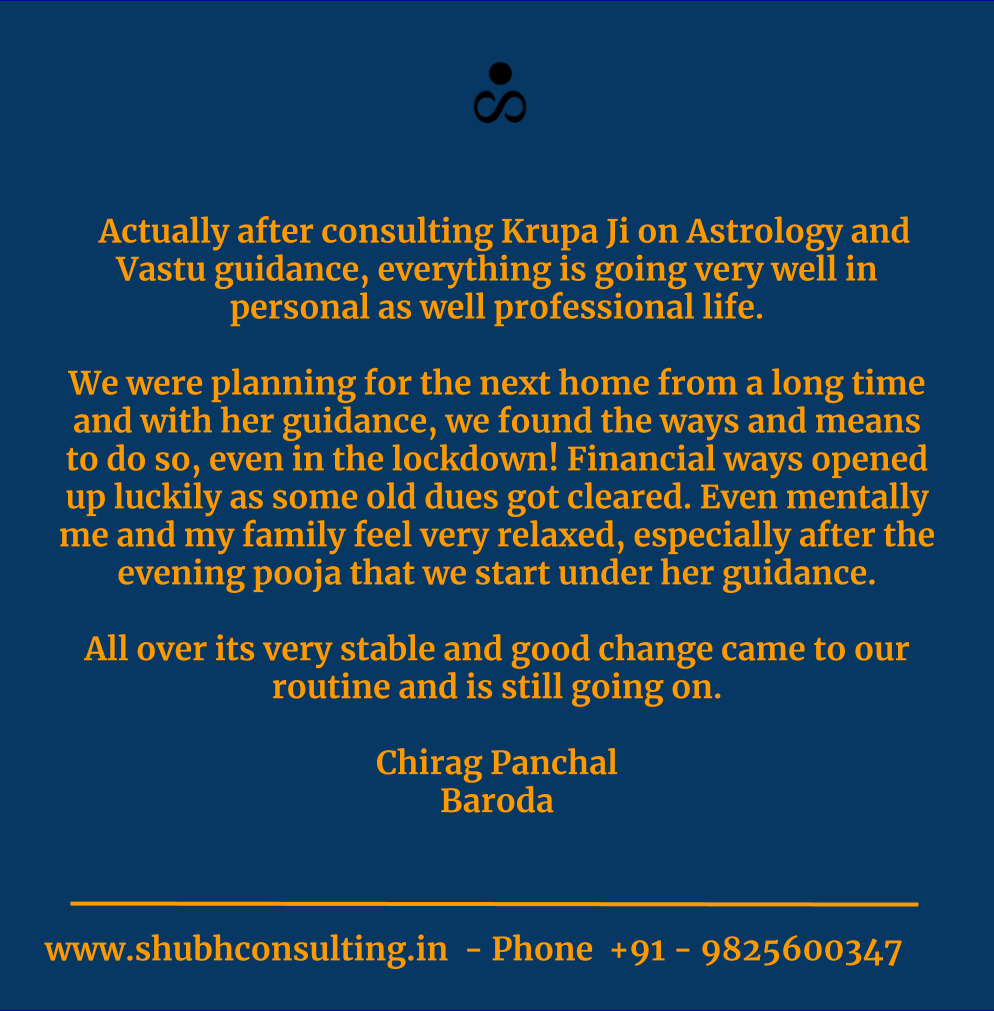 Actually after consulting Krupa Ji on Astrology and
Vastu guidance, everything is going very well in
personal as well professional life.
We were planning for the next home from a long time
and with her guidance, we found the ways and means
to do so, even in the lockdown! Financial ways opened
up luckily as some old dues got cleared. Even mentally
me and my family feel very relaxed, especially after the
evening pooja that we start under her guidance.
All over its very stable and good change came to our
routine and is still going on.
Chirag Panchal
Baroda
www.shubhconsulting.in - Phone +91 - 9825600347